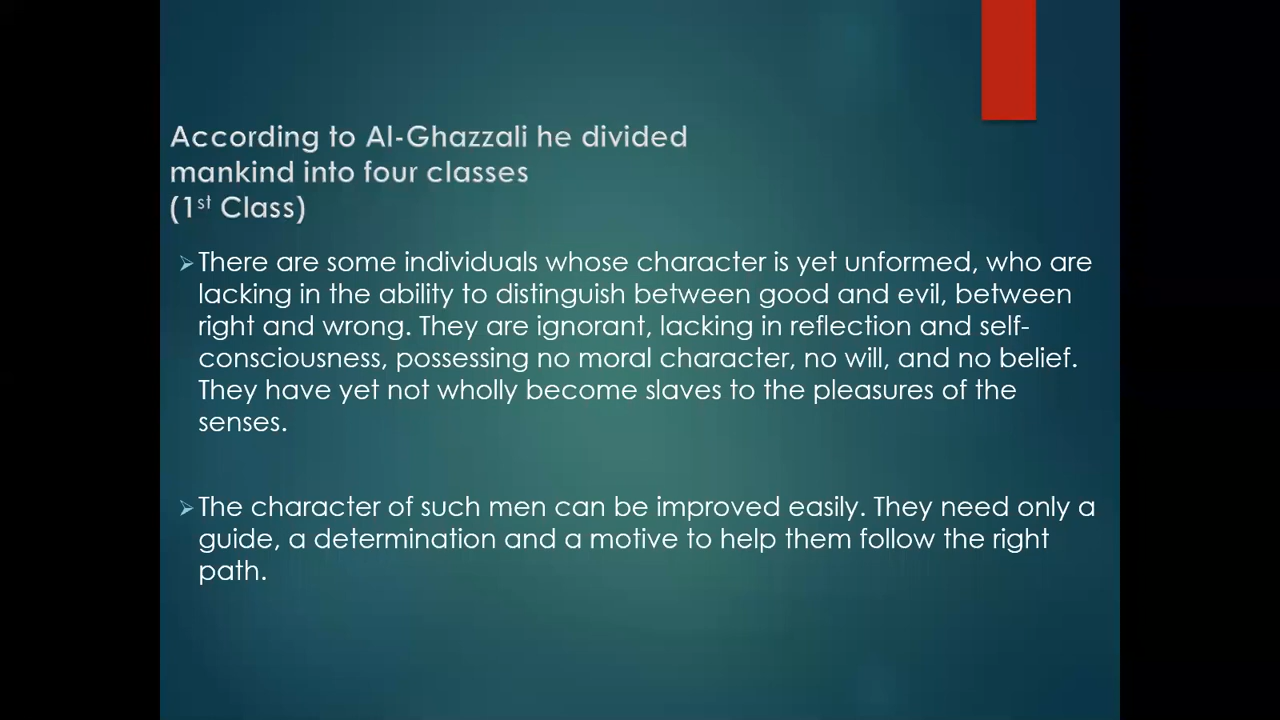 According to Al-Ghazzali he divided
mankind into four classes
(1st Class)
There are some individuals whose character is yet unformed, who are
lacking in the ability to distinguish between good and evil, between
right and wrong. They are ignorant, lacking in reflection and self-
consciousness, possessing no moral character, no will, and no belief.
They have yet not wholly become slaves to the pleasures of the
senses.
The character of such men can be improved easily. They need only a
guide, a determination and a motive to help them follow the right
path.